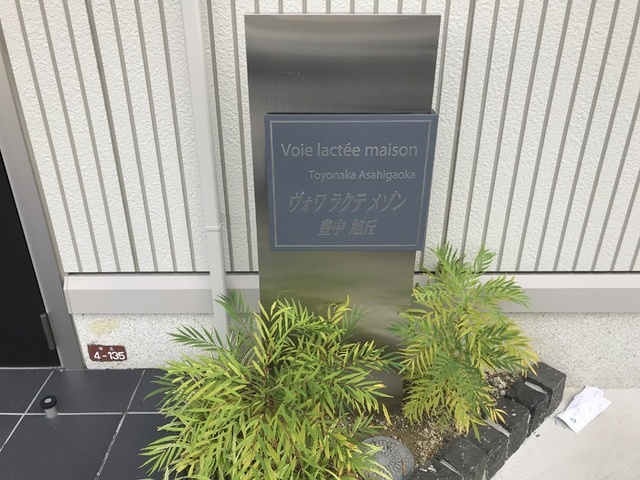 Voie lactée maison
Toyonaka Asahigaoka
ヴォワ ラクテ メゾン
豊中 旭丘
4-135